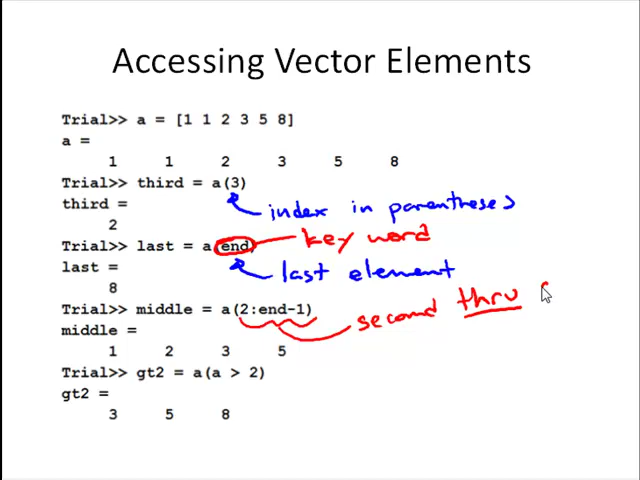 Accessing Vector Elements
Trial>> a = [1 1 2 3 5 8]
a =
1 1 2 3 5 8
Trial>> third = a(3)
third =
index in parentheses
2
Trial>> last = a(end)
key word
last =
last element
8
Trial>> middle = a(2:end-1)
second thru
middle =
1 2 3 5
Trial>> gt2 = a(a > 2)
gt2 =
3 5 8